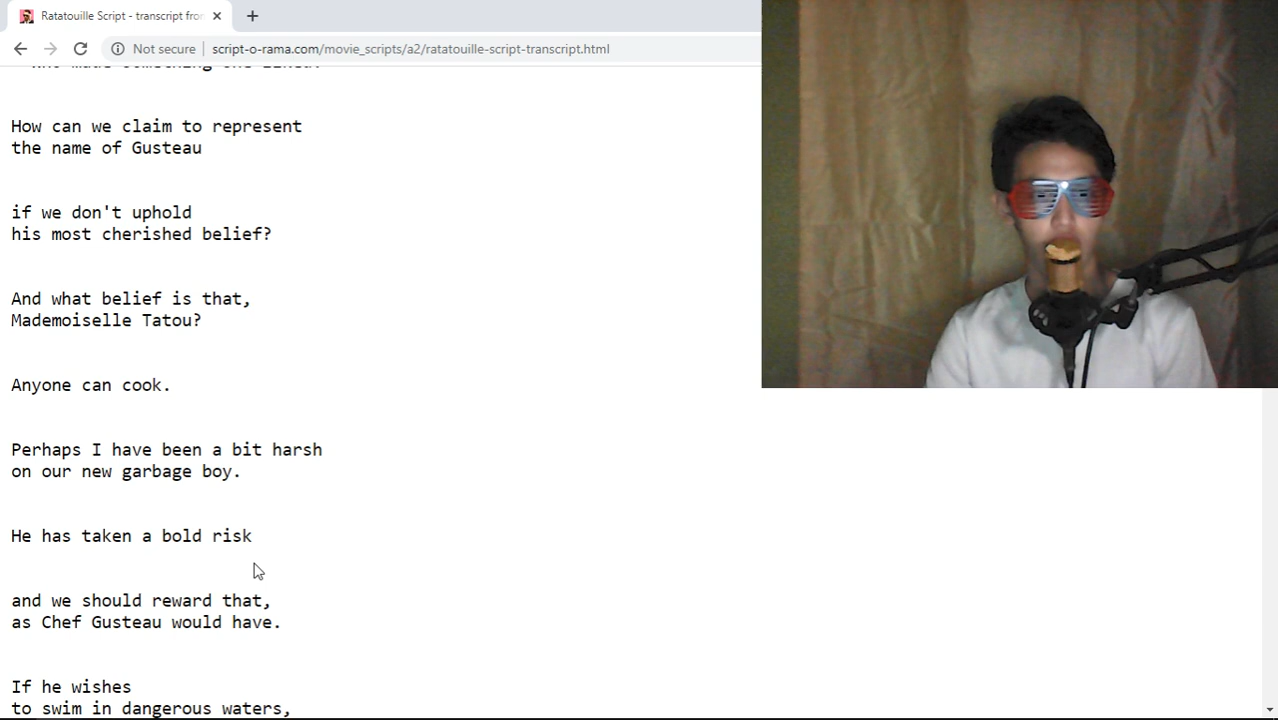 Ratatouille Script - transcript from
Not secure
script-o-rama.com/movie_scripts/a2/ratatouille-script-transcript.html
How can we claim to represent
the name of Gusteau
if we don't uphold
his most cherished belief?
And what belief is that,
Mademoiselle Tatou?
Anyone can cook.
Perhaps I have been a bit harsh
on our new garbage boy.
He has taken a bold risk
and we should reward that,
as Chef Gusteau would have.
If he wishes
to swim in dangerous waters,